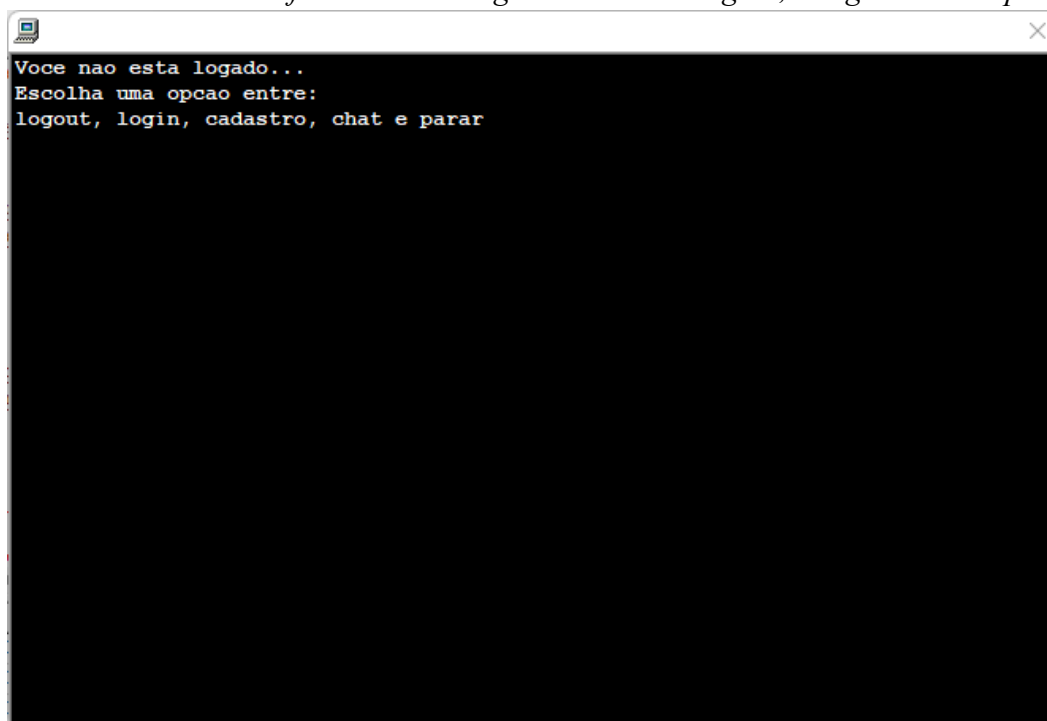 Voce nao esta logado...
Escolha uma opcao entre:
logout, login, cadastro, chat e parar